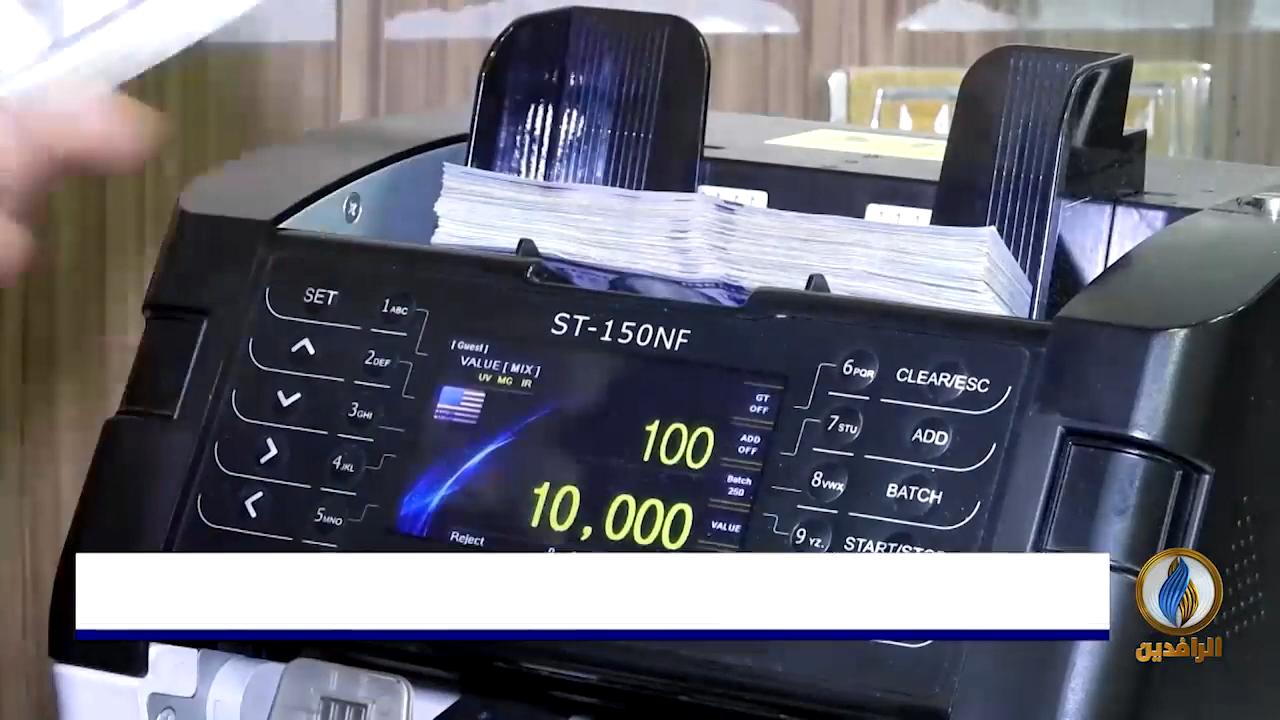 ST-150NF
SET
1ABC
2DEF
3GHI
4JKL
5MNO
[ Guest ]
VALUE [ MIX ]
UV MG IR
GT
OFF
100
ADD
OFF
Batch
250
10,000
VALUE
Reject
6PQR
CLEAR/ESC
7STU
ADD
8VWX
BATCH
9YZ.
الرافدين